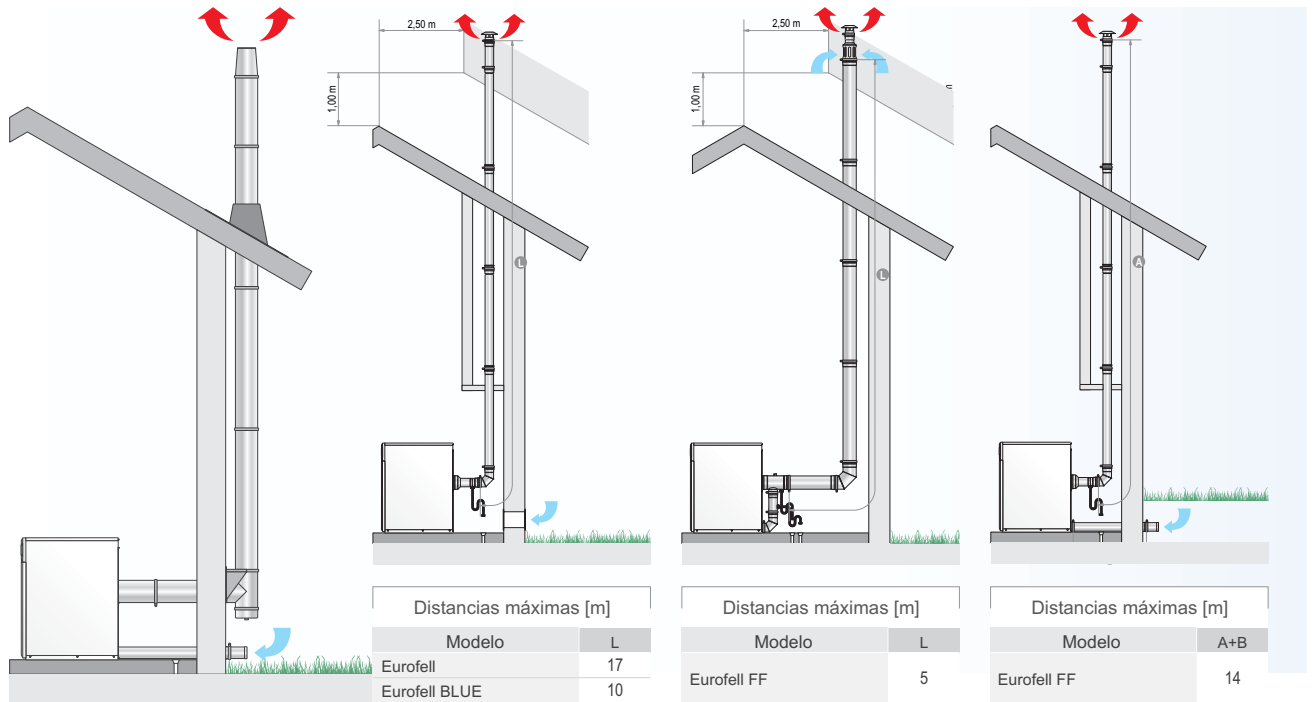 2,50 m
1,00 m
L
2,50 m
1,00 m
L
A
Distancias máximas [m]
Modelo L
Eurofell 17
Eurofell BLUE 10
Distancias máximas [m]
Modelo L
Eurofell FF 5
Distancias máximas [m]
Modelo A+B
Eurofell FF 14